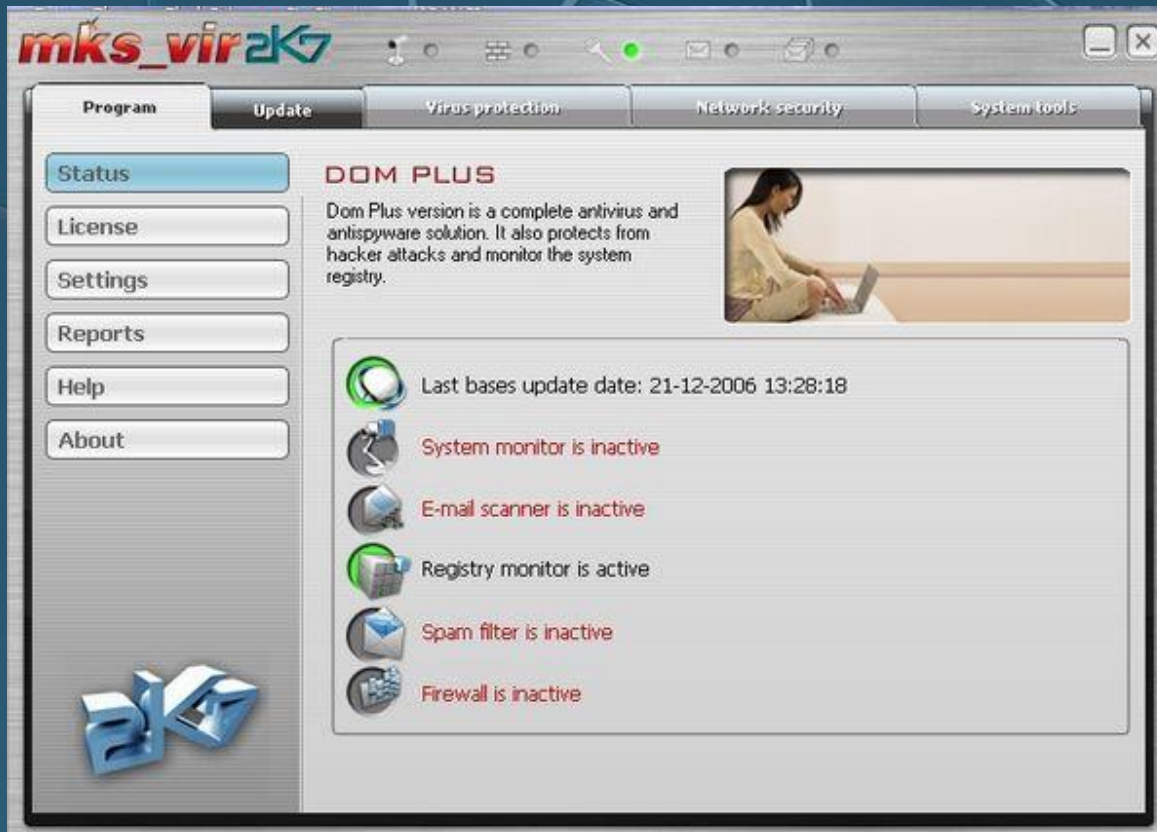 mks_vir2K7
Program
Update
Virus protection
Network security
System tools
Status
License
Settings
Reports
Help
About
DOM PLUS
Dom Plus version is a complete antivirus and
antispyware solution. It also protects from
hacker attacks and monitor the system
registry.
Last bases update date: 21-12-2006 13:28:18
System monitor is inactive
E-mail scanner is inactive
Registry monitor is active
Spam filter is inactive
Firewall is inactive
2K7